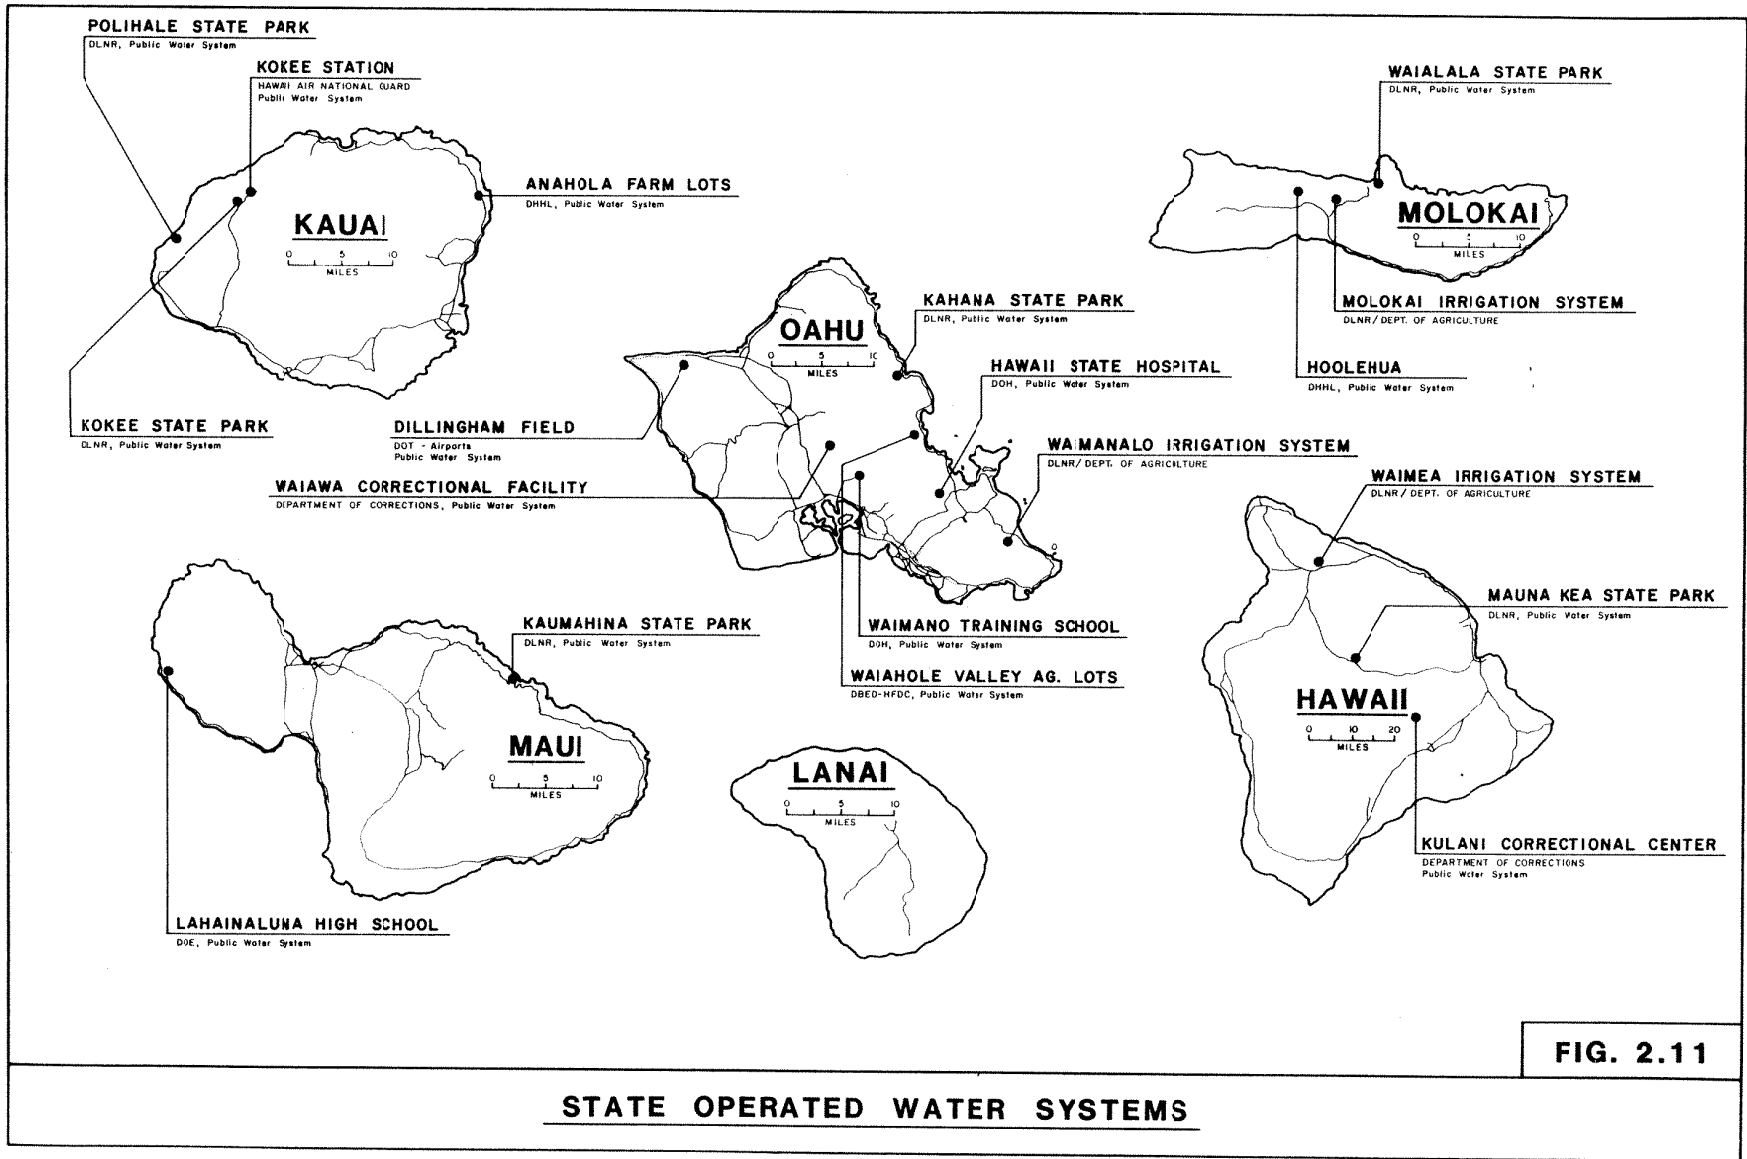 POLIHALE STATE PARK
DLNR, Public Water System
KOKEE STATION
HAWAII AIR NATIONAL GUARD
Public Water System
WAIALALA STATE PARK
DLNR, Public Water System
ANAHOLA FARM LOTS
DHHL, Public Water System
KAUAI
0 5 10
MILES
MOLOKAI
0 5 10
MILES
KAHANA STATE PARK
DLNR, Public Water System
MOLOKAI IRRIGATION SYSTEM
DLNR/DEPT. OF AGRICULTURE
OAHU
0 5 10
MILES
HAWAII STATE HOSPITAL
DOH, Public Water System
HOOLEHUA
DHHL, Public Water System
KOKEE STATE PARK
DLNR, Public Water System
DILLINGHAM FIELD
DOT - Airports
Public Water System
WAIMANALO IRRIGATION SYSTEM
DLNR/DEPT. OF AGRICULTURE
WAIMEA IRRIGATION SYSTEM
DLNR/DEPT. OF AGRICULTURE
WAIAWA CORRECTIONAL FACILITY
DEPARTMENT OF CORRECTIONS, Public Water System
MAUNA KEA STATE PARK
DLNR, Public Water System
KAUMAHINA STATE PARK
DLNR, Public Water System
WAIMANO TRAINING SCHOOL
DOH, Public Water System
WAIAHOLE VALLEY AG. LOTS
DBED-HFDC, Public Water System
HAWAII
0 10 20
MILES
MAUI
0 5 10
MILES
LANAI
0 5 10
MILES
KULANI CORRECTIONAL CENTER
DEPARTMENT OF CORRECTIONS
Public Water System
LAHAINALUNA HIGH SCHOOL
DOE, Public Water System
FIG. 2.11
STATE OPERATED WATER SYSTEMS